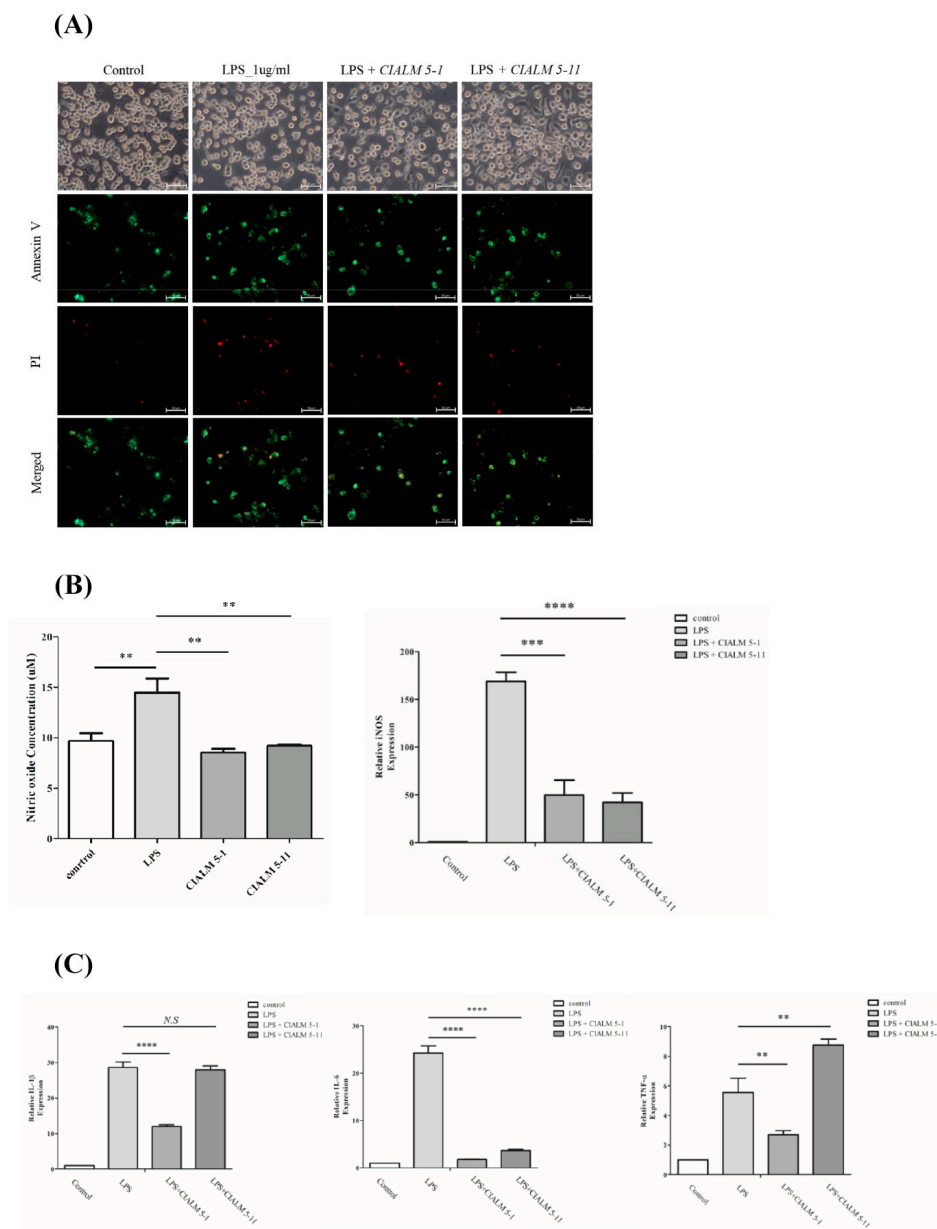 (A)
Control LPS_1ug/ml LPS + CIALM 5-1 LPS + CIALM 5-11
Annexin V
PI
Merged
(B)
Nitric oxide Concentration (uM)
20
15
10
5
0
**
**
**
conrtrol LPS CIALM 5-1 CIALM 5-11
Relative iNOS
Expression
200
150
100
50
0
****
***
control
LPS
LPS + CIALM 5-1
LPS + CIALM 5-11
Control LPS LPS+CIALM 5-1 LPS+CIALM 5-11
(C)
Relative IL-1β
Expression
40
30
20
10
0
N.S
****
control
LPS
LPS + CIALM 5-1
LPS + CIALM 5-11
Control LPS LPS+CIALM 5-1 LPS+CIALM 5-11
Relative IL-6
Expression
30
20
10
0
****
****
control
LPS
LPS + CIALM 5-1
LPS + CIALM 5-11
Control LPS LPS+CIALM 5-1 LPS+CIALM 5-11
Relative TNF-α
Expression
10
8
6
4
2
0
**
**
control
LPS
LPS + CIALM 5-
LPS + CIALM 5-
Control LPS LPS+CIALM 5-1 LPS+CIALM 5-11